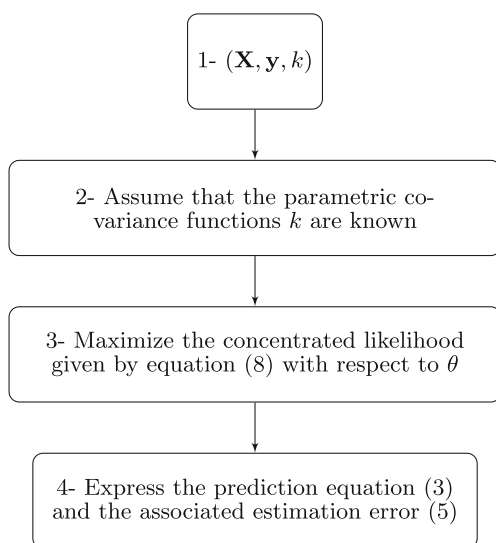 1- (X, y, k)
2- Assume that the parametric co-
variance functions k are known
3- Maximize the concentrated likelihood
given by equation (8) with respect to θ
4- Express the prediction equation (3)
and the associated estimation error (5)